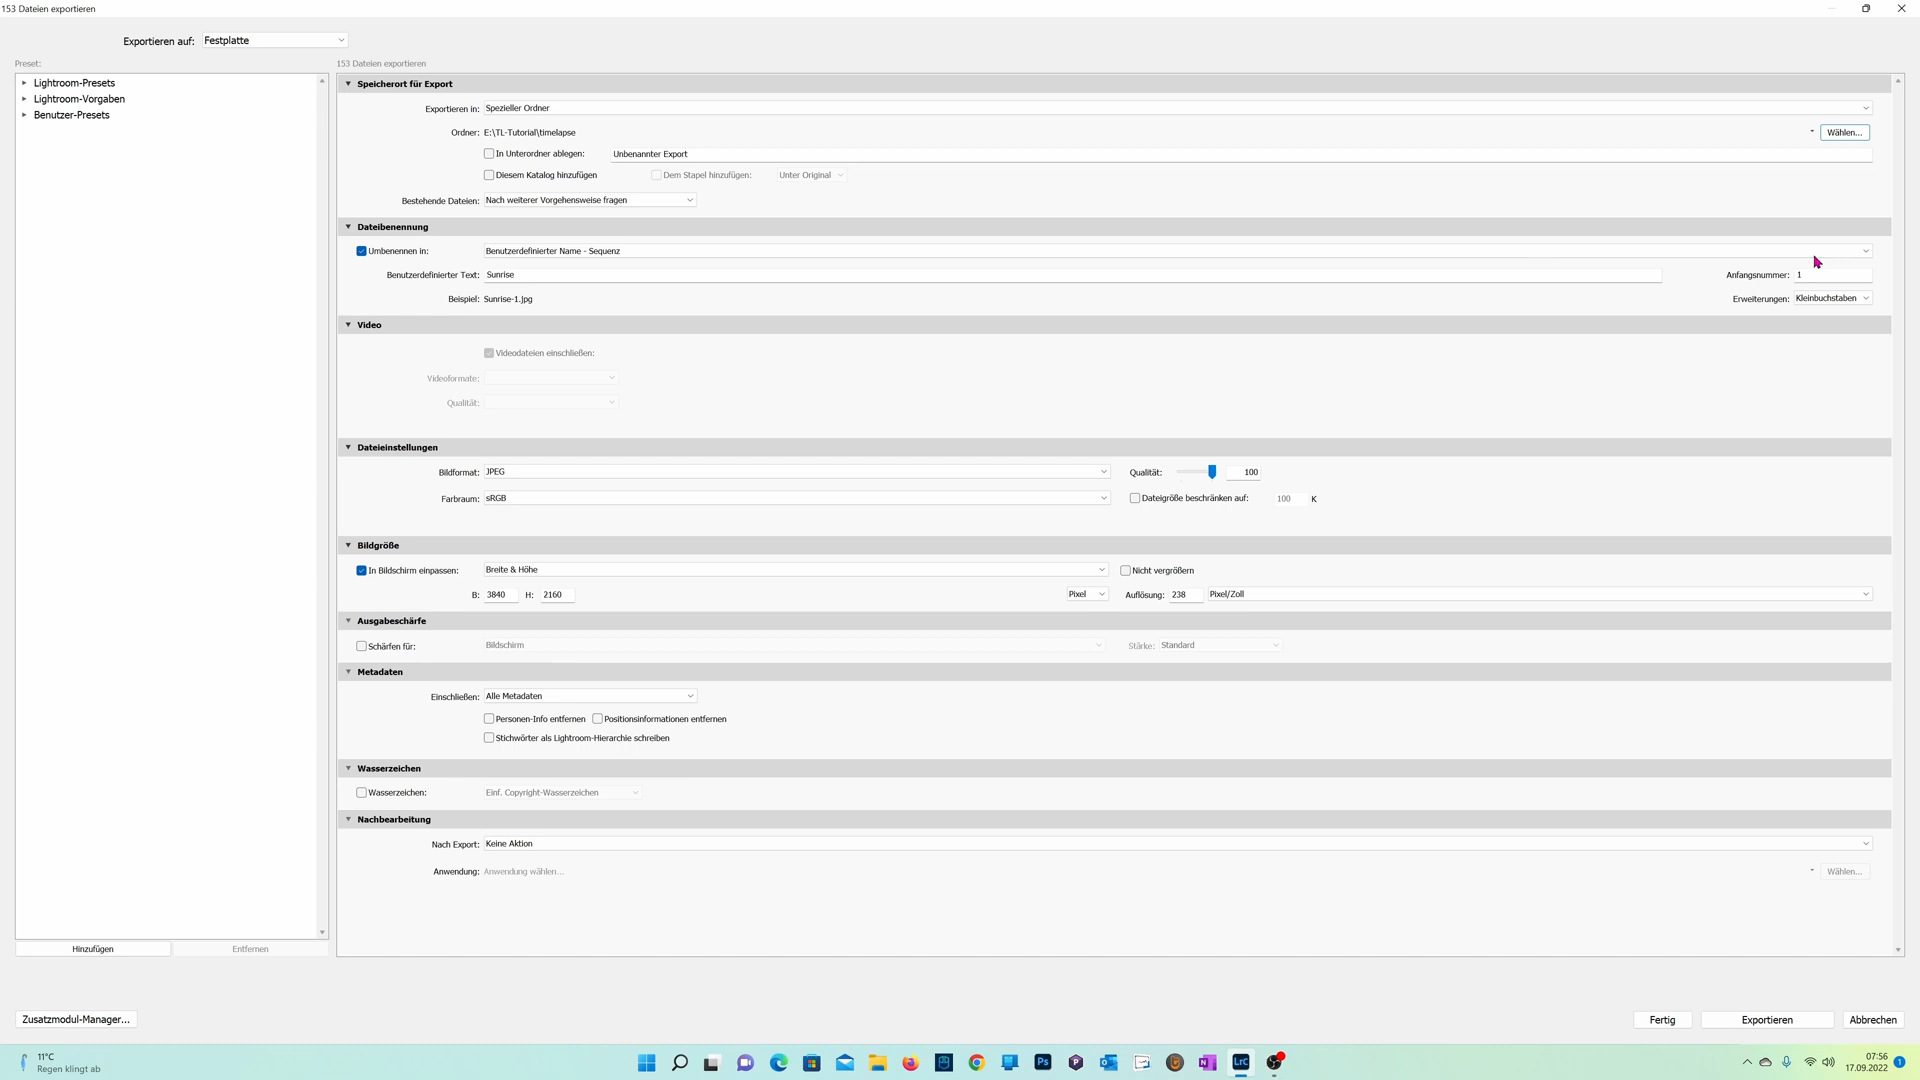 153 Dateien exportieren
Exportieren auf: Festplatte
Preset:
153 Dateien exportieren
Lightroom-Presets
Lightroom-Vorgaben
Benutzer-Presets
Speicherort für Export
Exportieren in: Spezieller Ordner
Ordner: E:\TL-Tutorial\timelapse
Wählen...
In Unterordner ablegen: Unbenannter Export
Diesem Katalog hinzufügen Dem Stapel hinzufügen: Unter Original
Bestehende Dateien: Nach weiterer Vorgehensweise fragen
Dateibenennung
Umbenennen in: Benutzerdefinierter Name - Sequenz
Benutzerdefinierter Text: Sunrise Anfangsnummer: 1
Beispiel: Sunrise-1.jpg Erweiterungen: Kleinbuchstaben
Video
Videodateien einschließen:
Videoformate:
Qualität:
Dateieinstellungen
Bildformat: JPEG Qualität: 100
Farbraum: sRGB Dateigröße beschränken auf: 100 K
Bildgröße
In Bildschirm einpassen: Breite & Höhe Nicht vergrößern
B: 3840 H: 2160 Pixel Auflösung: 238 Pixel/Zoll
Ausgabeschärfe
Schärfen für: Bildschirm Stärke: Standard
Metadaten
Einschließen: Alle Metadaten
Personen-Info entfernen Positionsinformationen entfernen
Stichwörter als Lightroom-Hierarchie schreiben
Wasserzeichen
Wasserzeichen: Einf. Copyright-Wasserzeichen
Nachbearbeitung
Nach Export: Keine Aktion
Anwendung: Anwendung wählen... Wählen...
Hinzufügen Entfernen
Zusatzmodul-Manager... Fertig Exportieren Abbrechen
11°C
Regen klingt ab
Ps
P
N
LrC
07:56
17.09.2022
1